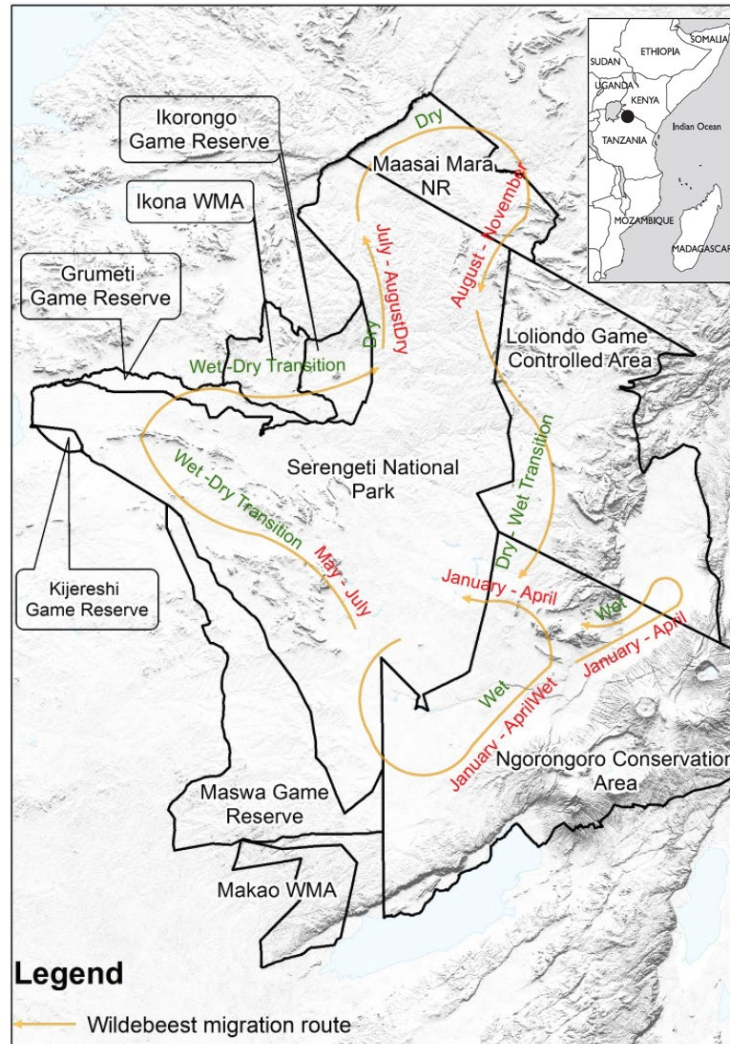 SOMALIA
ETHIOPIA
SUDAN
UGANDA
KENYA
Indian Ocean
TANZANIA
MOZAMBIQUE
MADAGASCAR
Ikorongo
Game Reserve
Ikona WMA
Grumeti
Game Reserve
Dry
Maasai Mara
NR
August - November
July - AugustDry
Dry
Wet -Dry Transition
Loliondo Game
Controlled Area
Serengeti National
Park
Wet -Dry Transition
Dry - Wet Transition
May - July
Kijereshi
Game Reserve
January - April
Wet
January - April
Wet
January - AprilWet
Ngorongoro Conservation
Area
Maswa Game
Reserve
Makao WMA
Legend
Wildebeest migration route